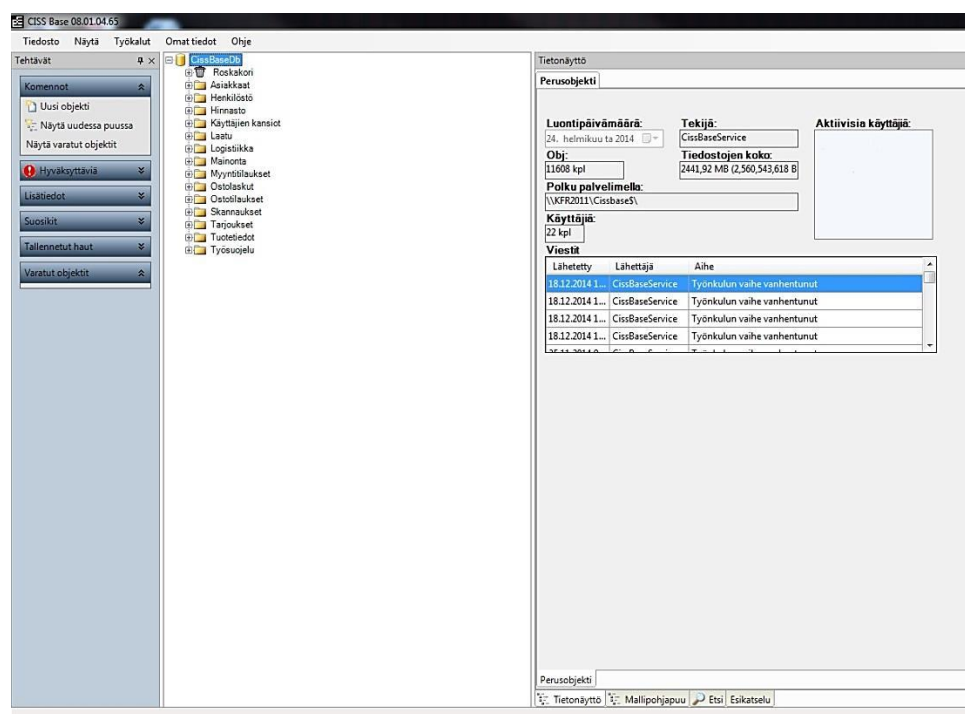 CISS Base 08.01.04.65
Tiedosto Näytä Työkalut Omat tiedot Ohje
Tehtävät
Komennot
Uusi objekti
Näytä uudessa puussa
Näytä varatut objektit
Hyväksyttäviä
Lisätiedot
Suosikit
Tallennetut haut
Varatut objektit
CissBaseDb
Roskakori
Asiakkaat
Henkilöstö
Hinnasto
Käyttäjien kansiot
Laatu
Logistiikka
Mainonta
Myyntitilaukset
Ostolaskut
Ostotilaukset
Skannaukset
Tarjoukset
Tuotetiedot
Työsuojelu
Tietonäyttö
Perusobjekti
Luontipäivämäärä: Tekijä: Aktiivisia käyttäjiä:
24. helmikuu ta 2014 CissBaseService
Obj: Tiedostojen koko:
11608 kpl 2441,92 MB (2,560,543,618 B
Polku palvelimella:
\\KFR2011\Cissbase$\
Käyttäjiä:
22 kpl
Viestit
Lähetetty Lähettäjä Aihe
18.12.2014 1... CissBaseService Työnkulun vaihe vanhentunut
18.12.2014 1... CissBaseService Työnkulun vaihe vanhentunut
18.12.2014 1... CissBaseService Työnkulun vaihe vanhentunut
18.12.2014 1... CissBaseService Työnkulun vaihe vanhentunut
Perusobjekti
Tietonäyttö Mallipohjapuu Etsi Esikatselu